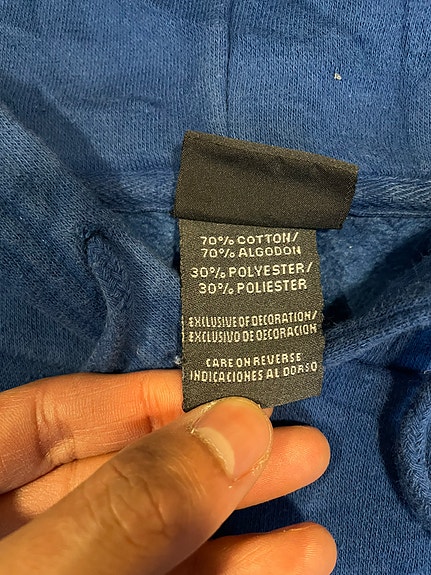 70% COTTON/
70% ALGODON
30% POLYESTER/
30% POLIESTER
EXCLUSIVE OF DECORATION/
EXCLUSIVO DE DECORACION
CARE ON REVERSE
INDICACIONES AL DORSO